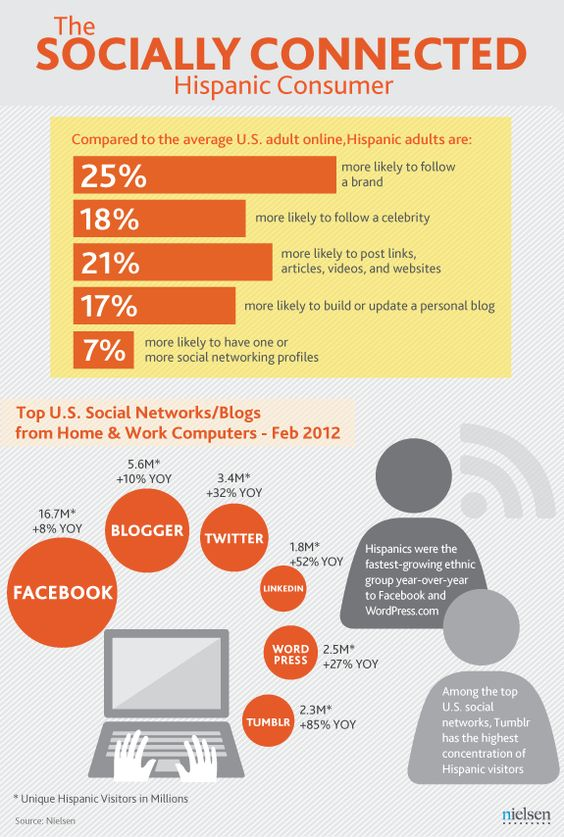 The
SOCIALLY CONNECTED
Hispanic Consumer
Compared to the average U.S. adult online,Hispanic adults are:
25%
more likely to follow
a brand
18%
more likely to follow a celebrity
21%
more likely to post links,
articles, videos, and websites
17%
more likely to build or update a personal blog
7%
more likely to have one or
more social networking profiles
Top U.S. Social Networks/Blogs
from Home & Work Computers - Feb 2012
16.7M*
+8% YOY
FACEBOOK
5.6M*
+10% YOY
BLOGGER
3.4M*
+32% YOY
TWITTER
1.8M*
+52% YOY
LINKEDIN
WORD
PRESS
2.5M*
+27% YOY
TUMBLR
2.3M*
+85% YOY
Hispanics were the
fastest-growing ethnic
group year-over-year
to Facebook and
WordPress.com
Among the top
U.S. social
networks, Tumblr
has the highest
concentration of
Hispanic visitors
* Unique Hispanic Visitors in Millions
Source: Nielsen
nielsen